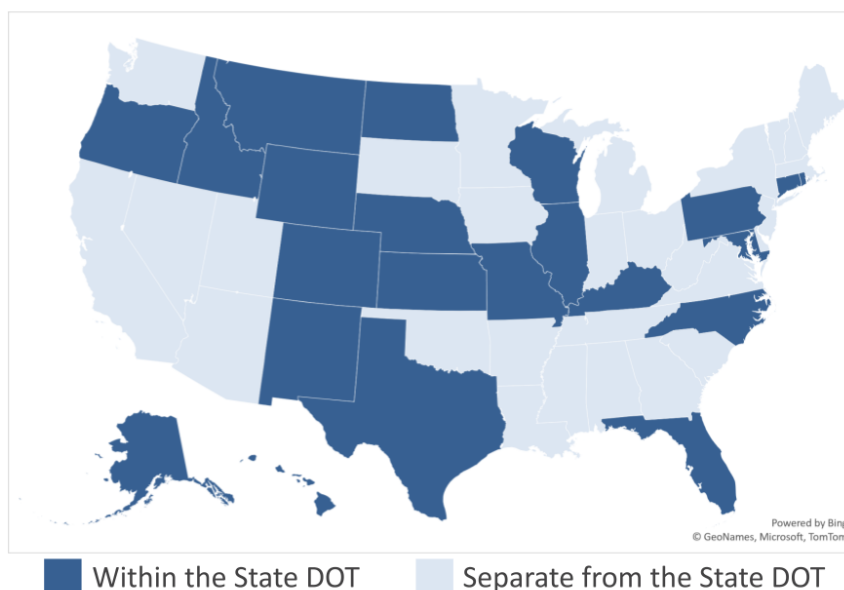 Powered by Bing
© GeoNames, Microsoft, TomTom
Within the State DOT
Separate from the State DOT